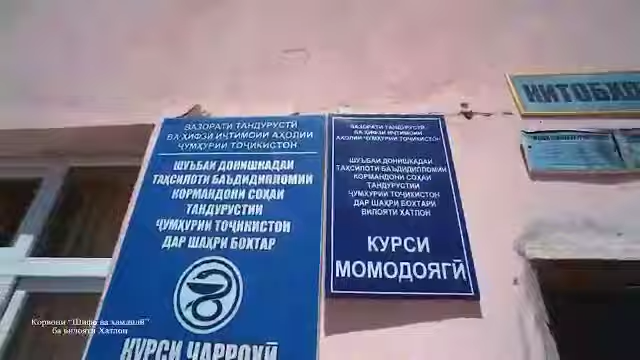 ВАЗОРАТИ ТАНДУРУСТӢ
ВА ҲИФЗИ ИҶТИМОИИ АҲОЛИИ
ҶУМҲУРИИ ТОҶИКИСТОН
ШУЪБАИ ДОНИШКАДАИ
ТАҲСИЛОТИ БАЪДИДИПЛОМИИ
КОРМАНДОНИ СОҲАИ
ТАНДУРУСТИИ
ҶУМҲУРИИ ТОҶИКИСТОН
ДАР ШАҲРИ БОХТАР
КУРСИ ҶАРРОҲӢ
ВАЗОРАТИ ТАНДУРУСТӢ
ВА ҲИФЗИ ИҶТИМОИИ
АҲОЛИИ ҶУМҲУРИИ ТОҶИКИСТОН
ШУЪБАИ ДОНИШКАДАИ
ТАҲСИЛОТИ БАЪДИДИПЛОМИИ
КОРМАНДОНИ СОҲАИ
ТАНДУРУСТИИ
ҶУМҲУРИИ ТОҶИКИСТОН
ДАР ШАҲРИ БОХТАРИ
ВИЛОЯТИ ХАТЛОН
КУРСИ
МОМОДОЯГӢ
КИТОБХО
Корвони "Шифо ва ҳамдилӣ"
ба вилояти Хатлон